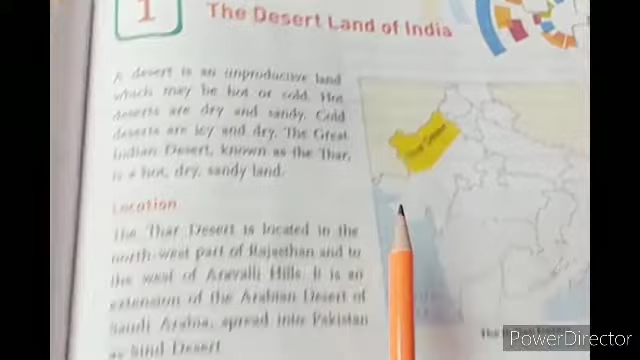 1
The Desert Land of India
A desert is an unproductive land
which may be hot or cold. Hot
deserts are dry and sandy. Cold
deserts are icy and dry. The Great
Indian Desert, known as the Thar,
is a hot, dry, sandy land.
Thar Desert
Location
The Thar Desert is located in the
north-west part of Rajasthan and to
the west of Aravalli Hills. It is an
extension of the Arabian Desert of
Saudi Arabia, spread into Pakistan
as Sind Desert
The
PowerDirector